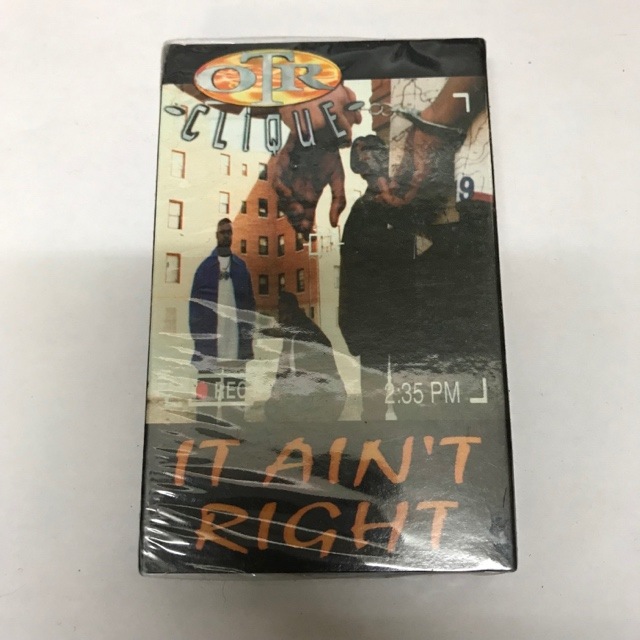 OTR
-CLIQUE-
9
REC
2:35 PM
IT AIN'T
RIGHT